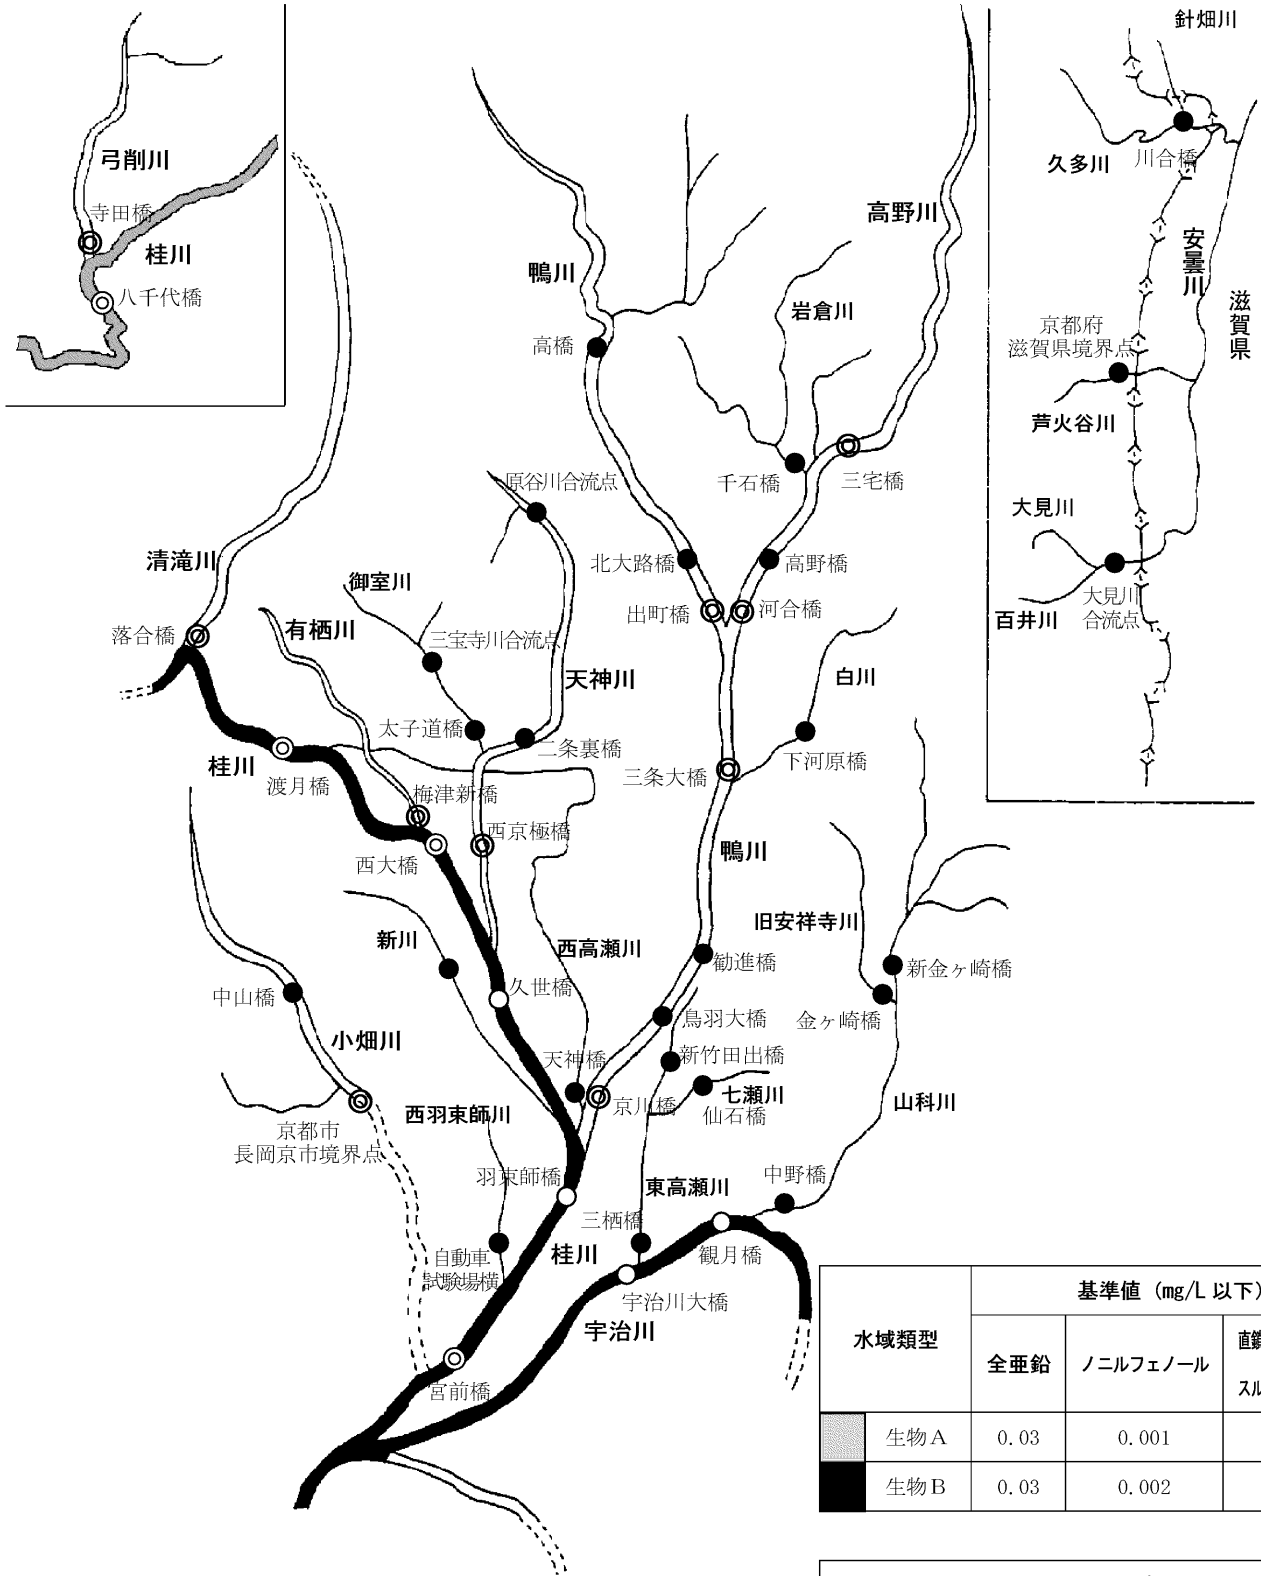 弓削川
寺田橋
桂川
八千代橋
針畑川
久多川
川合橋
安曇川
滋賀県
京都府
滋賀県境界点
芦火谷川
大見川
百井川
大見川
合流点
高野川
鴨川
岩倉川
高橋
千石橋
三宅橋
原谷川合流点
清滝川
御室川
北大路橋
高野橋
有栖川
落合橋
出町橋
河合橋
三宝寺川合流点
天神川
白川
太子道橋
二条裏橋
桂川
渡月橋
三条大橋
下河原橋
梅津新橋
西京極橋
西大橋
鴨川
新川
西高瀬川
旧安祥寺川
勧進橋
新金ヶ崎橋
中山橋
久世橋
鳥羽大橋
金ヶ崎橋
小畑川
天神橋
新竹田出橋
七瀬川
西羽束師川
京川橋
仙石橋
山科川
京都市
長岡京市境界点
羽束師橋
東高瀬川
中野橋
三栖橋
自動車
試験場横
桂川
観月橋
宇治川大橋
宇治川
宮前橋
水域類型
基準値（mg/L 以下）
全亜鉛
ノニルフェノール
直鎖
スル
生物A
0.03
0.001
生物B
0.03
0.002